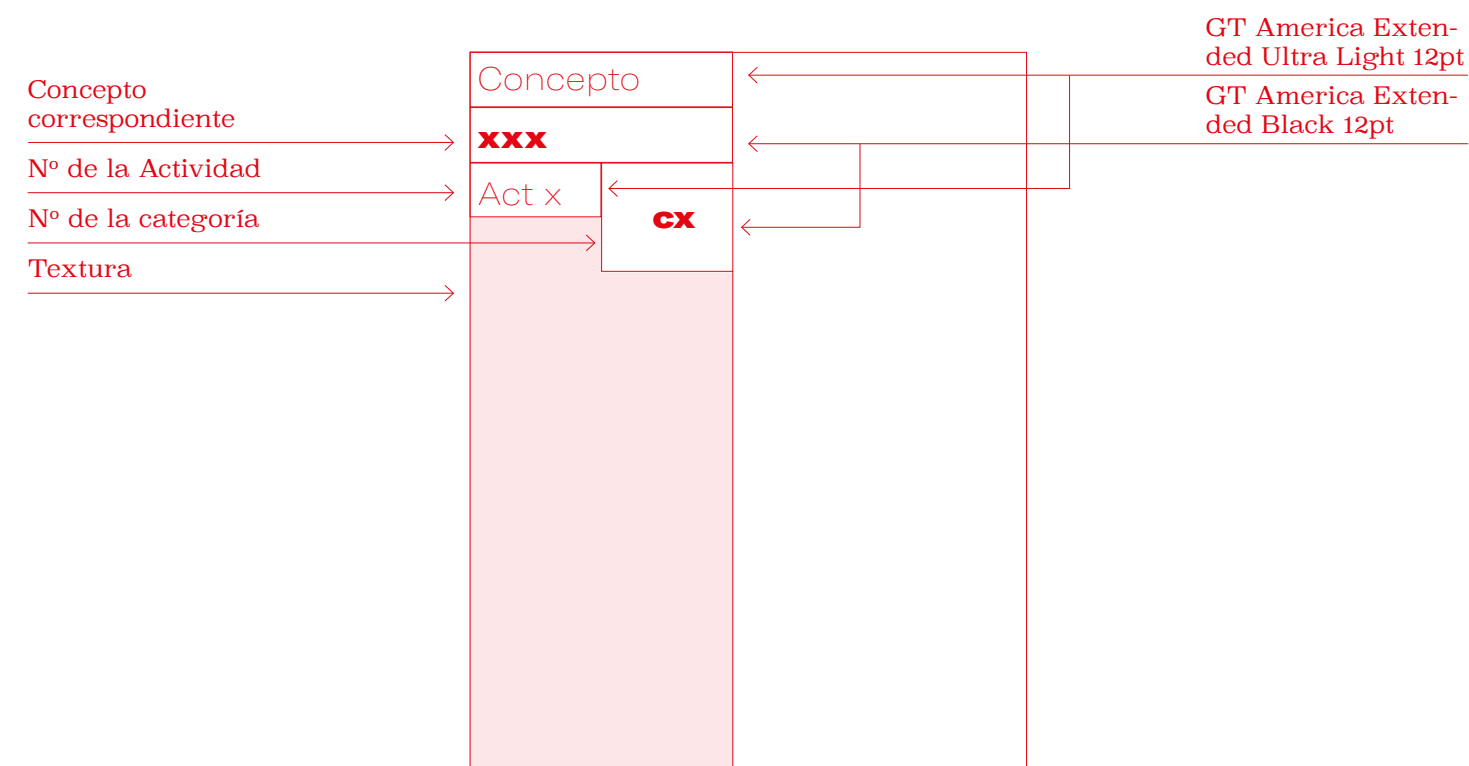 Concepto
correspondiente
Nº de la Actividad
Nº de la categoría
Textura
Concepto
xxx
Act x
cx
GT America Exten-
ded Ultra Light 12pt
GT America Exten-
ded Black 12pt